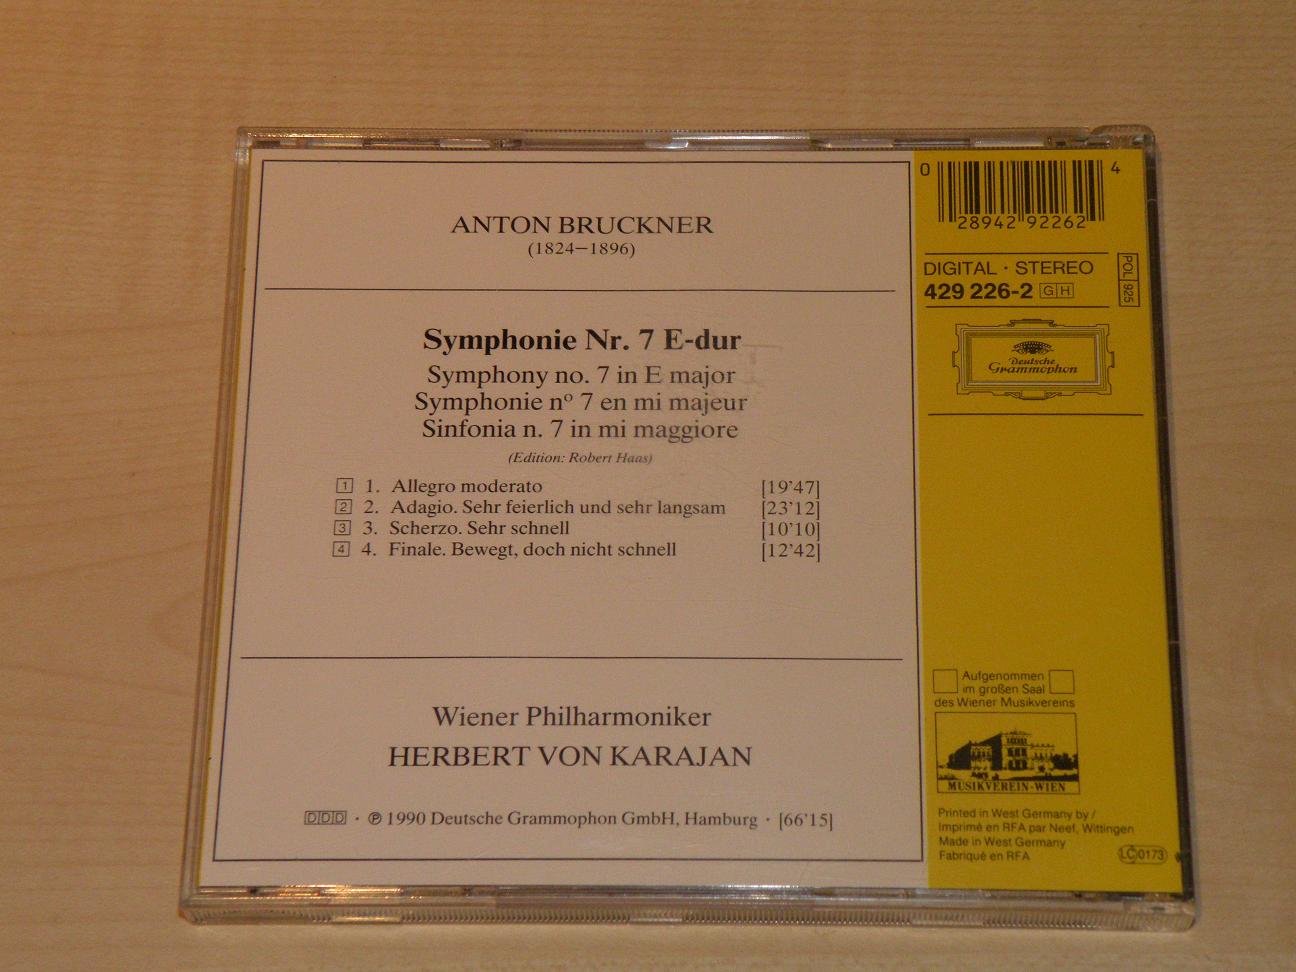 ANTON BRUCKNER
(1824–1896)
Symphonie Nr. 7 E-dur
Symphony no. 7 in E major
Symphonie nº 7 en mi majeur
Sinfonia n. 7 in mi maggiore
(Edition: Robert Haas)
1 1. Allegro moderato [19'47]
2 2. Adagio. Sehr feierlich und sehr langsam [23'12]
3 3. Scherzo. Sehr schnell [10'10]
4 4. Finale. Bewegt, doch nicht schnell [12'42]
Wiener Philharmoniker
HERBERT VON KARAJAN
DDD · ℗ 1990 Deutsche Grammophon GmbH, Hamburg · [66'15]
0 28942 92262 4
DIGITAL · STEREO
429 226-2 GH
POL 925
Deutsche
Grammophon
Aufgenommen
im großen Saal
des Wiener Musikvereins
MUSIKVEREIN·WIEN
Printed in West Germany by /
Imprimé en RFA par Neef, Wittingen
Made in West Germany
Fabriqué en RFA
LC 0173